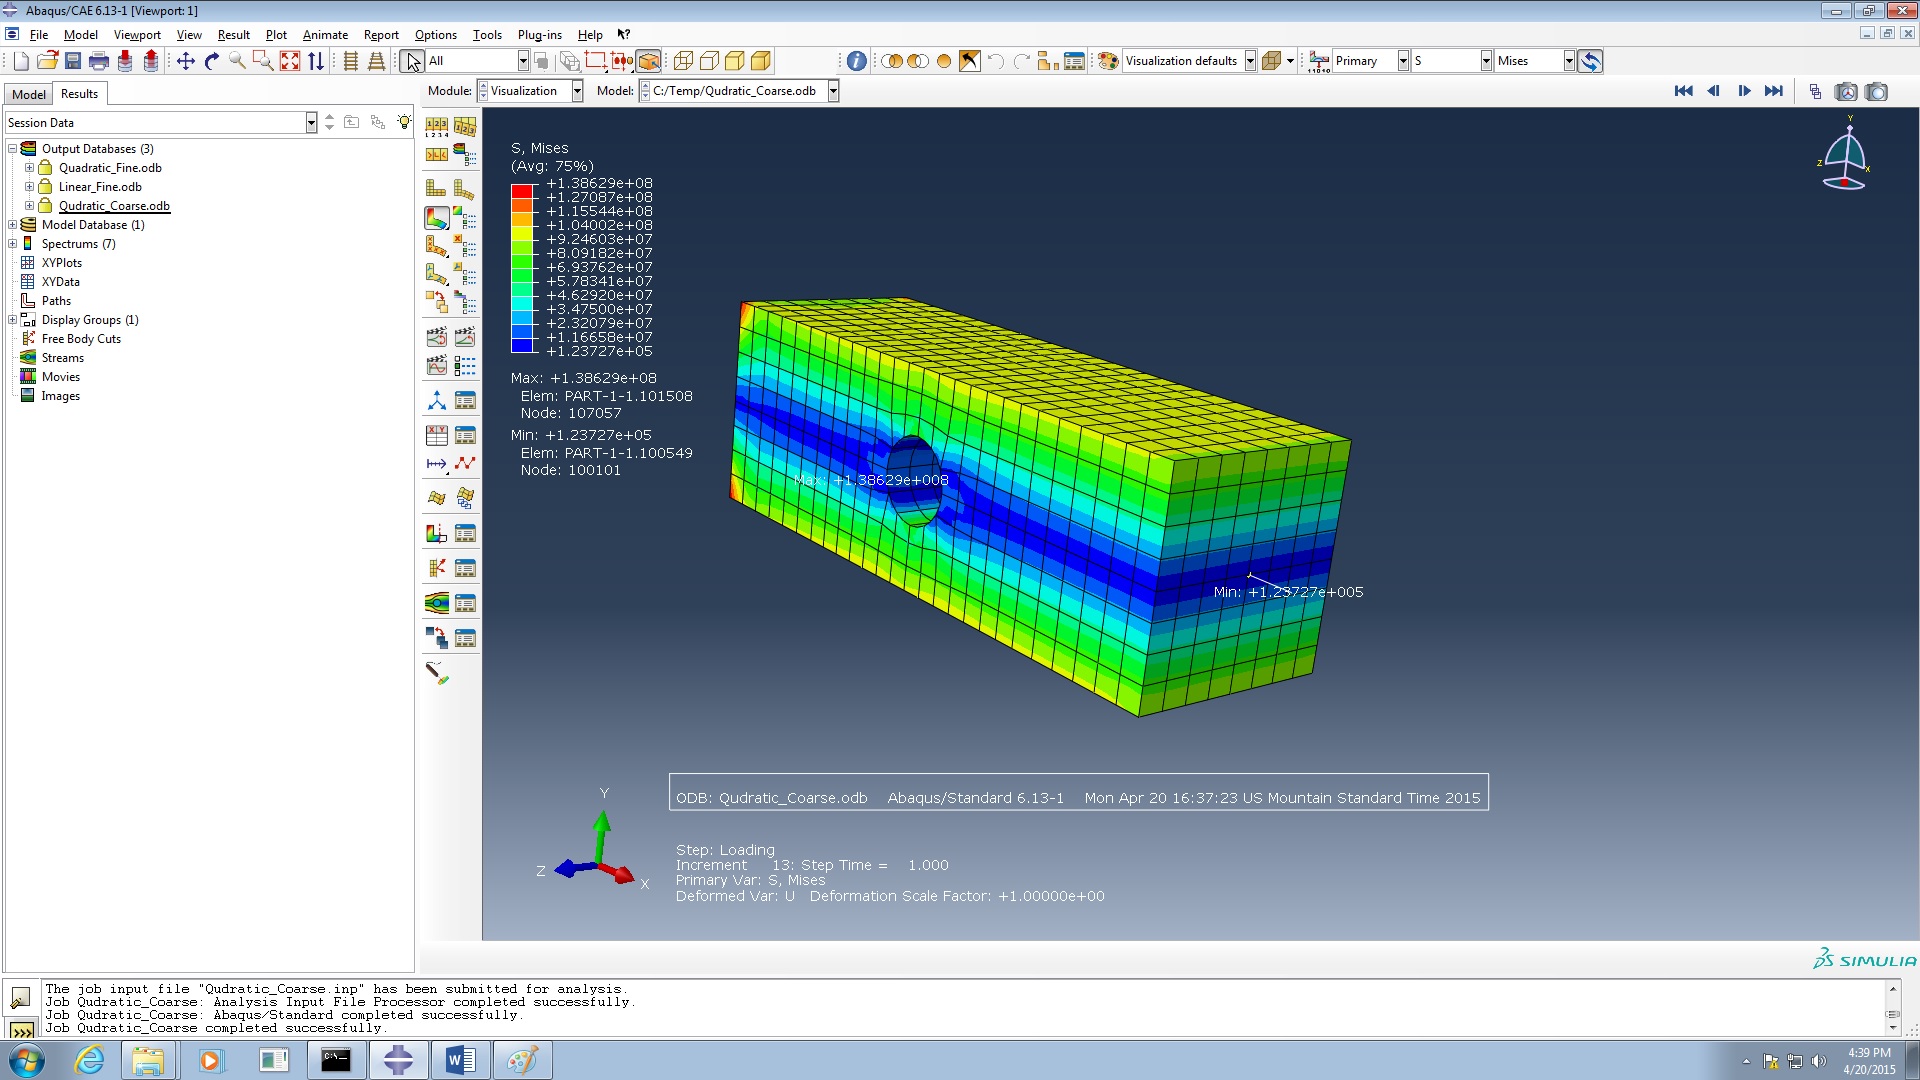 Abaqus/CAE 6.13-1 [Viewport: 1]
File Model Viewport View Result Plot Animate Report Options Tools Plug-ins Help
All
Visualization defaults
Primary
S
Mises
Model Results
Module: Visualization Model: C:/Temp/Qudratic_Coarse.odb
Session Data
Output Databases (3)
Quadratic_Fine.odb
Linear_Fine.odb
Qudratic_Coarse.odb
Model Database (1)
Spectrums (7)
XYPlots
XYData
Paths
Display Groups (1)
Free Body Cuts
Streams
Movies
Images
S, Mises
(Avg: 75%)
+1.38629e+08
+1.27087e+08
+1.15544e+08
+1.04002e+08
+9.24603e+07
+8.09182e+07
+6.93762e+07
+5.78341e+07
+4.62920e+07
+3.47500e+07
+2.32079e+07
+1.16658e+07
+1.23727e+05
Max: +1.38629e+08
Elem: PART-1-1.101508
Node: 107057
Min: +1.23727e+05
Elem: PART-1-1.100549
Node: 100101
Max: +1.38629e+008
Min: +1.23727e+005
Y
Z
X
Y
Z
X
ODB: Qudratic_Coarse.odb Abaqus/Standard 6.13-1 Mon Apr 20 16:37:23 US Mountain Standard Time 2015
Step: Loading
Increment 13: Step Time = 1.000
Primary Var: S, Mises
Deformed Var: U Deformation Scale Factor: +1.00000e+00
SIMULIA
The job input file "Qudratic_Coarse.inp" has been submitted for analysis.
Job Qudratic_Coarse: Analysis Input File Processor completed successfully.
Job Qudratic_Coarse: Abaqus/Standard completed successfully.
Job Qudratic_Coarse completed successfully.
>>>
4:39 PM
4/20/2015